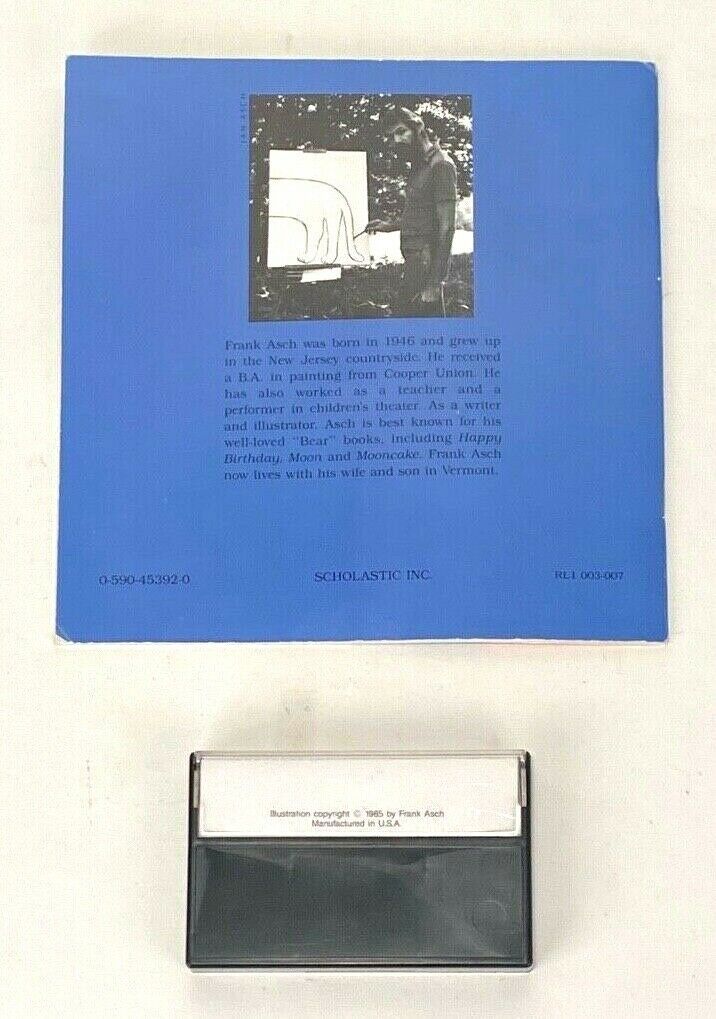 JAN ASCH
Frank Asch was born in 1946 and grew up
in the New Jersey countryside. He received
a B.A. in painting from Cooper Union. He
has also worked as a teacher and a
performer in children's theater. As a writer
and illustrator, Asch is best known for his
well-loved "Bear" books, including Happy
Birthday, Moon and Mooncake. Frank Asch
now lives with his wife and son in Vermont.
0-590-45392-0 SCHOLASTIC INC. RL1 003-007
Illustration copyright © 1985 by Frank Asch
Manufactured in U.S.A.